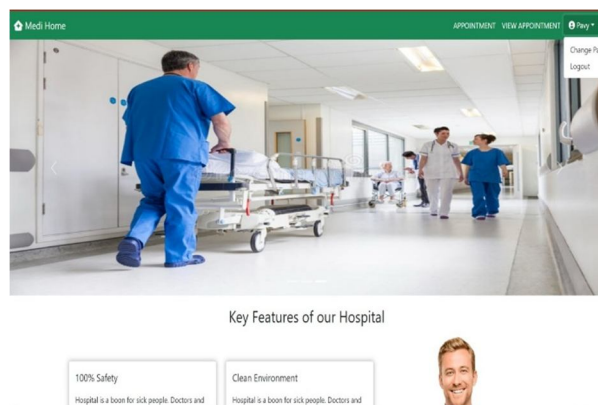 Medi Home
APPOINTMENT VIEW APPOINTMENT Pavy
Change
Logout
Key Features of our Hospital
100% Safety
Clean Environment
Hospital is a boon for sick people. Doctors and
Hospital is a boon for sick people. Doctors and